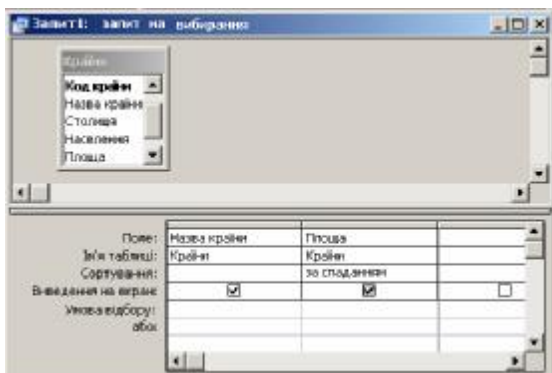 Запит1: запит на вибирання
Країни
Код країни
Назва країни
Столиця
Населення
Площа
Поле: Назва країни Площа
Ім'я таблиці: Країни Країни
Сортування: за спаданням
Виведення на екран:
Умова відбору:
або: